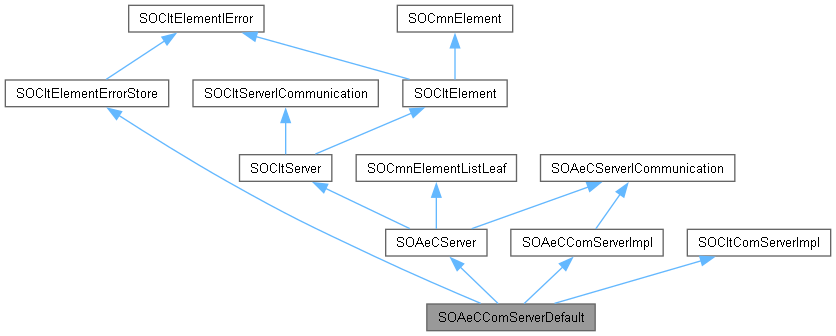 SOCltElementIError
SOCmnElement
SOCltElementErrorStore
SOCltServerICommunication
SOCltElement
SOCltServer
SOCmnElementListLeaf
SOAeCServerICommunication
SOAeCServer
SOAeCComServerImpl
SOCltComServerImpl
SOAeCComServerDefault